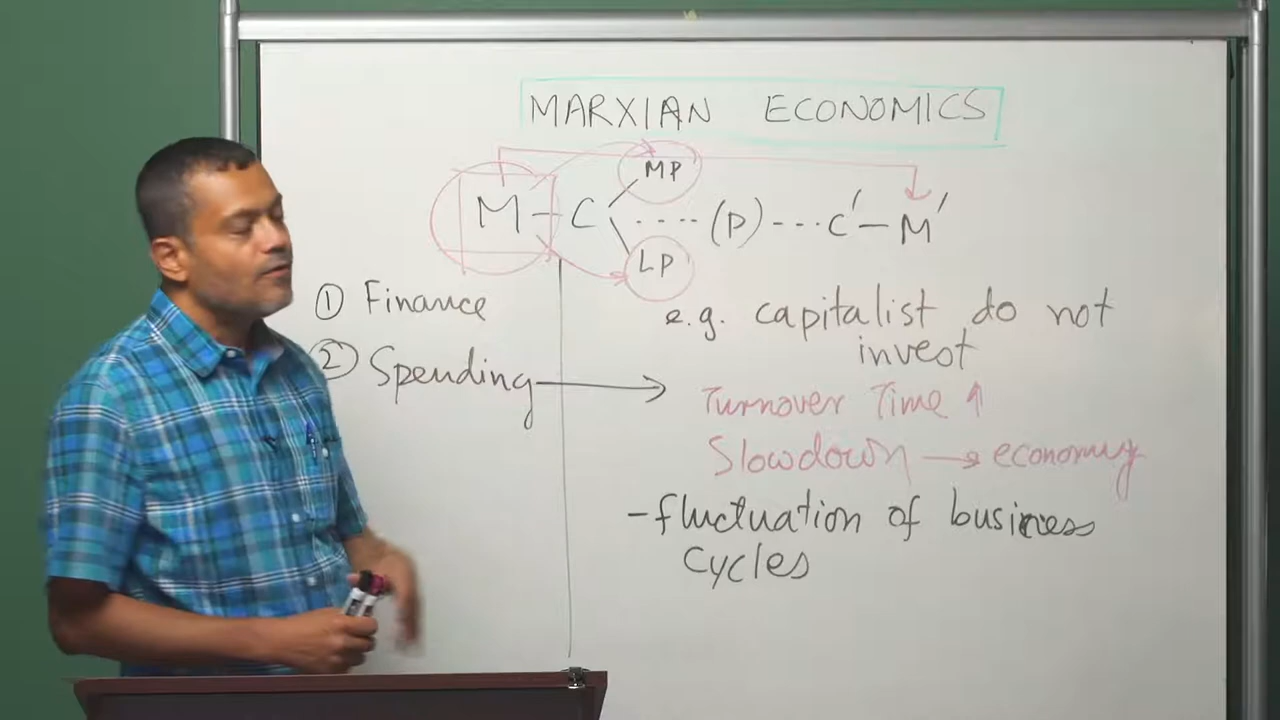 MARXIAN ECONOMICS
MP
M - C ..... (P) --- C' - M'
LP
① Finance
② Spending →
e.g. capitalist do not
invest
Turnover Time ↑
Slowdown → economy
- fluctuation of business
cycles